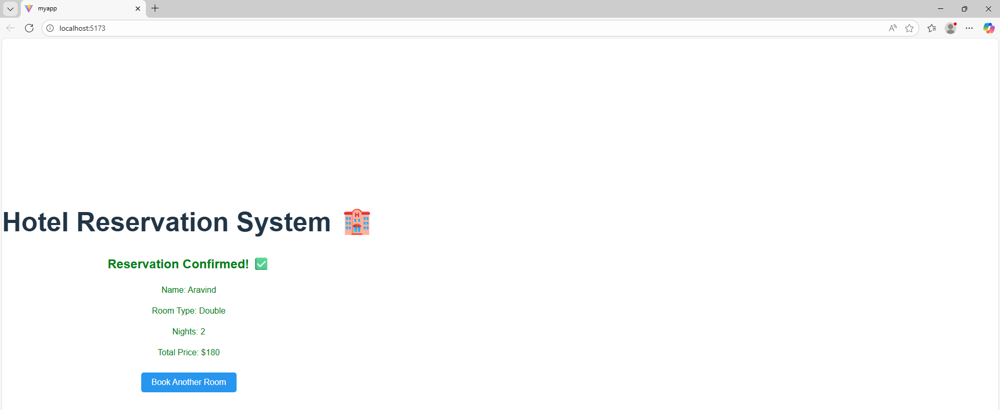 myapp
localhost:5173
Hotel Reservation System 🏨
Reservation Confirmed! ✅
Name: Aravind
Room Type: Double
Nights: 2
Total Price: $180
Book Another Room